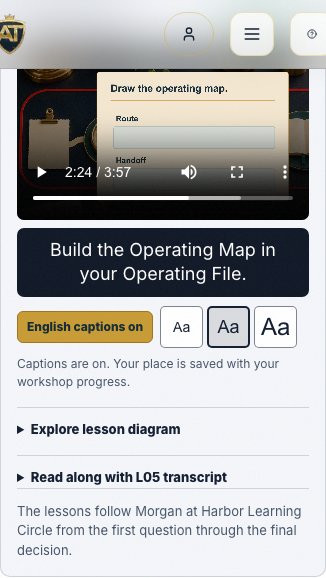 AT
Draw the operating map.
Route
Handoff
2:24 / 3:57
Build the Operating Map in
your Operating File.
English captions on
Aa
Aa
Aa
Captions are on. Your place is saved with your
workshop progress.
Explore lesson diagram
Read along with L05 transcript
The lessons follow Morgan at Harbor Learning
Circle from the first question through the final
decision.